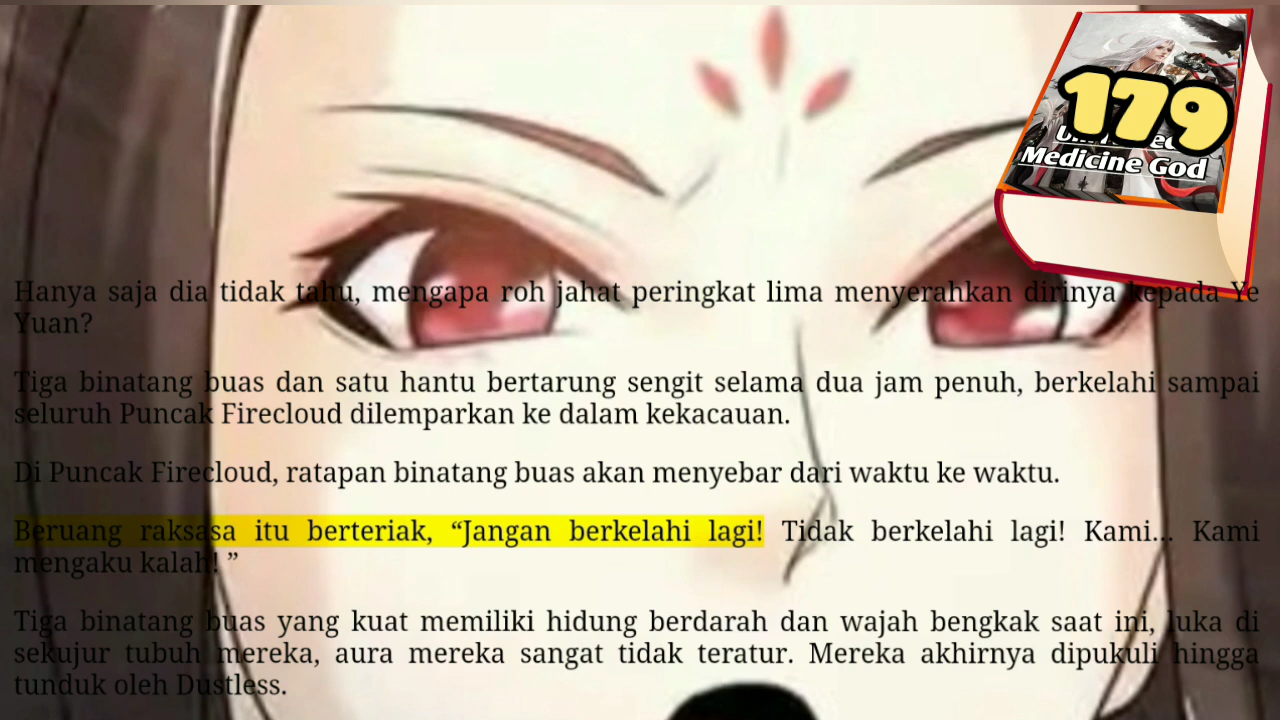 179
Medicine God
Hanya saja dia tidak tahu, mengapa roh jahat peringkat lima menyerahkan dirinya kepada Ye
Yuan?
Tiga binatang buas dan satu hantu bertarung sengit selama dua jam penuh, berkelahi sampai
seluruh Puncak Firecloud dilemparkan ke dalam kekacauan.
Di Puncak Firecloud, ratapan binatang buas akan menyebar dari waktu ke waktu.
Beruang raksasa itu berteriak, “Jangan berkelahi lagi! Tidak berkelahi lagi! Kami... Kami
mengaku kalah! ”
Tiga binatang buas yang kuat memiliki hidung berdarah dan wajah bengkak saat ini, luka di
sekujur tubuh mereka, aura mereka sangat tidak teratur. Mereka akhirnya dipukuli hingga
tunduk oleh Dustless.